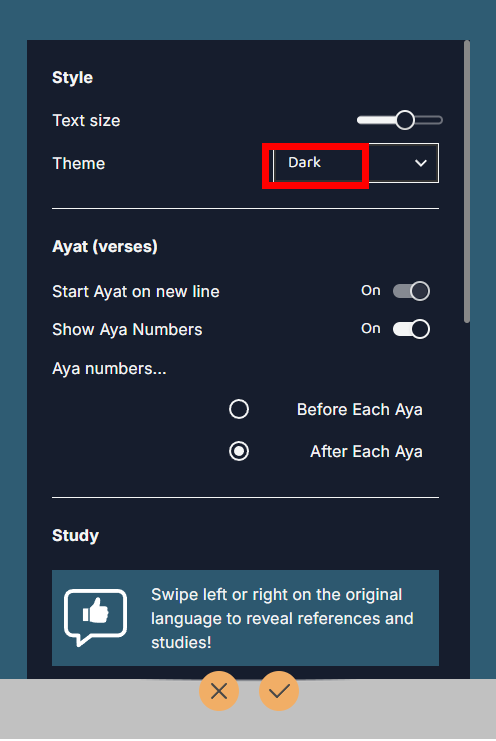 Style
Text size
Theme Dark
Ayat (verses)
Start Ayat on new line On
Show Aya Numbers On
Aya numbers...
Before Each Aya
After Each Aya
Study
Swipe left or right on the original
language to reveal references and
studies!